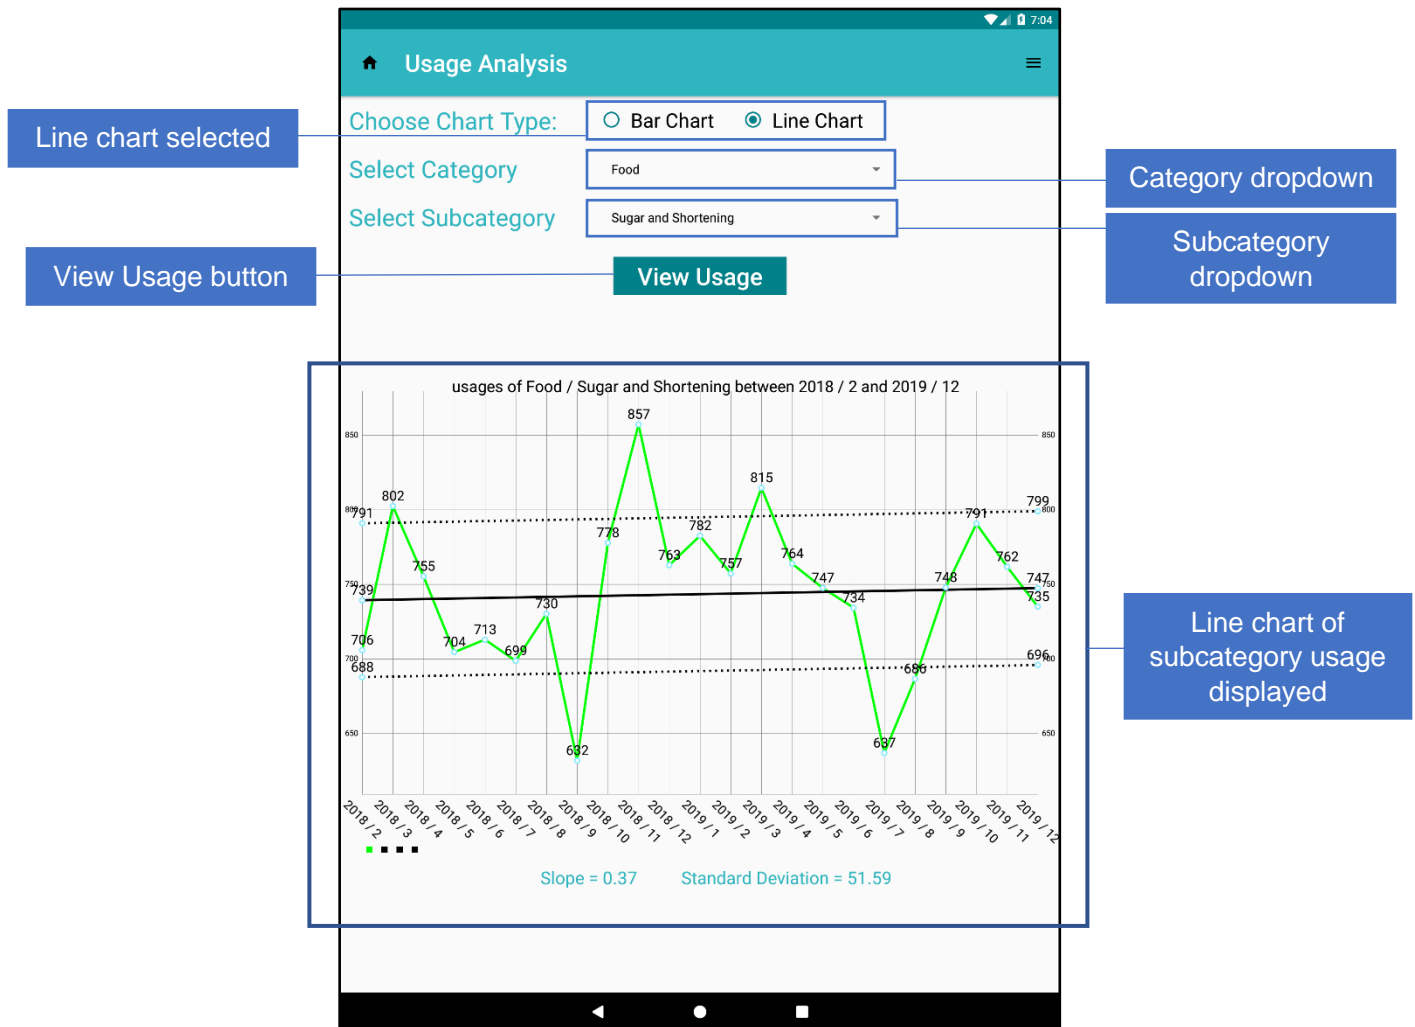 7:04
Usage Analysis
Line chart selected
Choose Chart Type:
Bar Chart
Line Chart
Select Category
Food
Category dropdown
Select Subcategory
Sugar and Shortening
Subcategory
dropdown
View Usage button
View Usage
usages of Food / Sugar and Shortening between 2018 / 2 and 2019 / 12
850
800
750
700
650
850
800
750
700
650
791
739
706
688
802
755
704
713
699
730
632
778
857
763
782
757
815
764
747
734
637
686
748
791
762
799
747
735
696
2018 / 2
2018 / 3
2018 / 4
2018 / 5
2018 / 6
2018 / 7
2018 / 8
2018 / 9
2018 / 10
2018 / 11
2018 / 12
2019 / 1
2019 / 2
2019 / 3
2019 / 4
2019 / 5
2019 / 6
2019 / 7
2019 / 8
2019 / 9
2019 / 10
2019 / 11
2019 / 12
Slope = 0.37
Standard Deviation = 51.59
Line chart of
subcategory usage
displayed